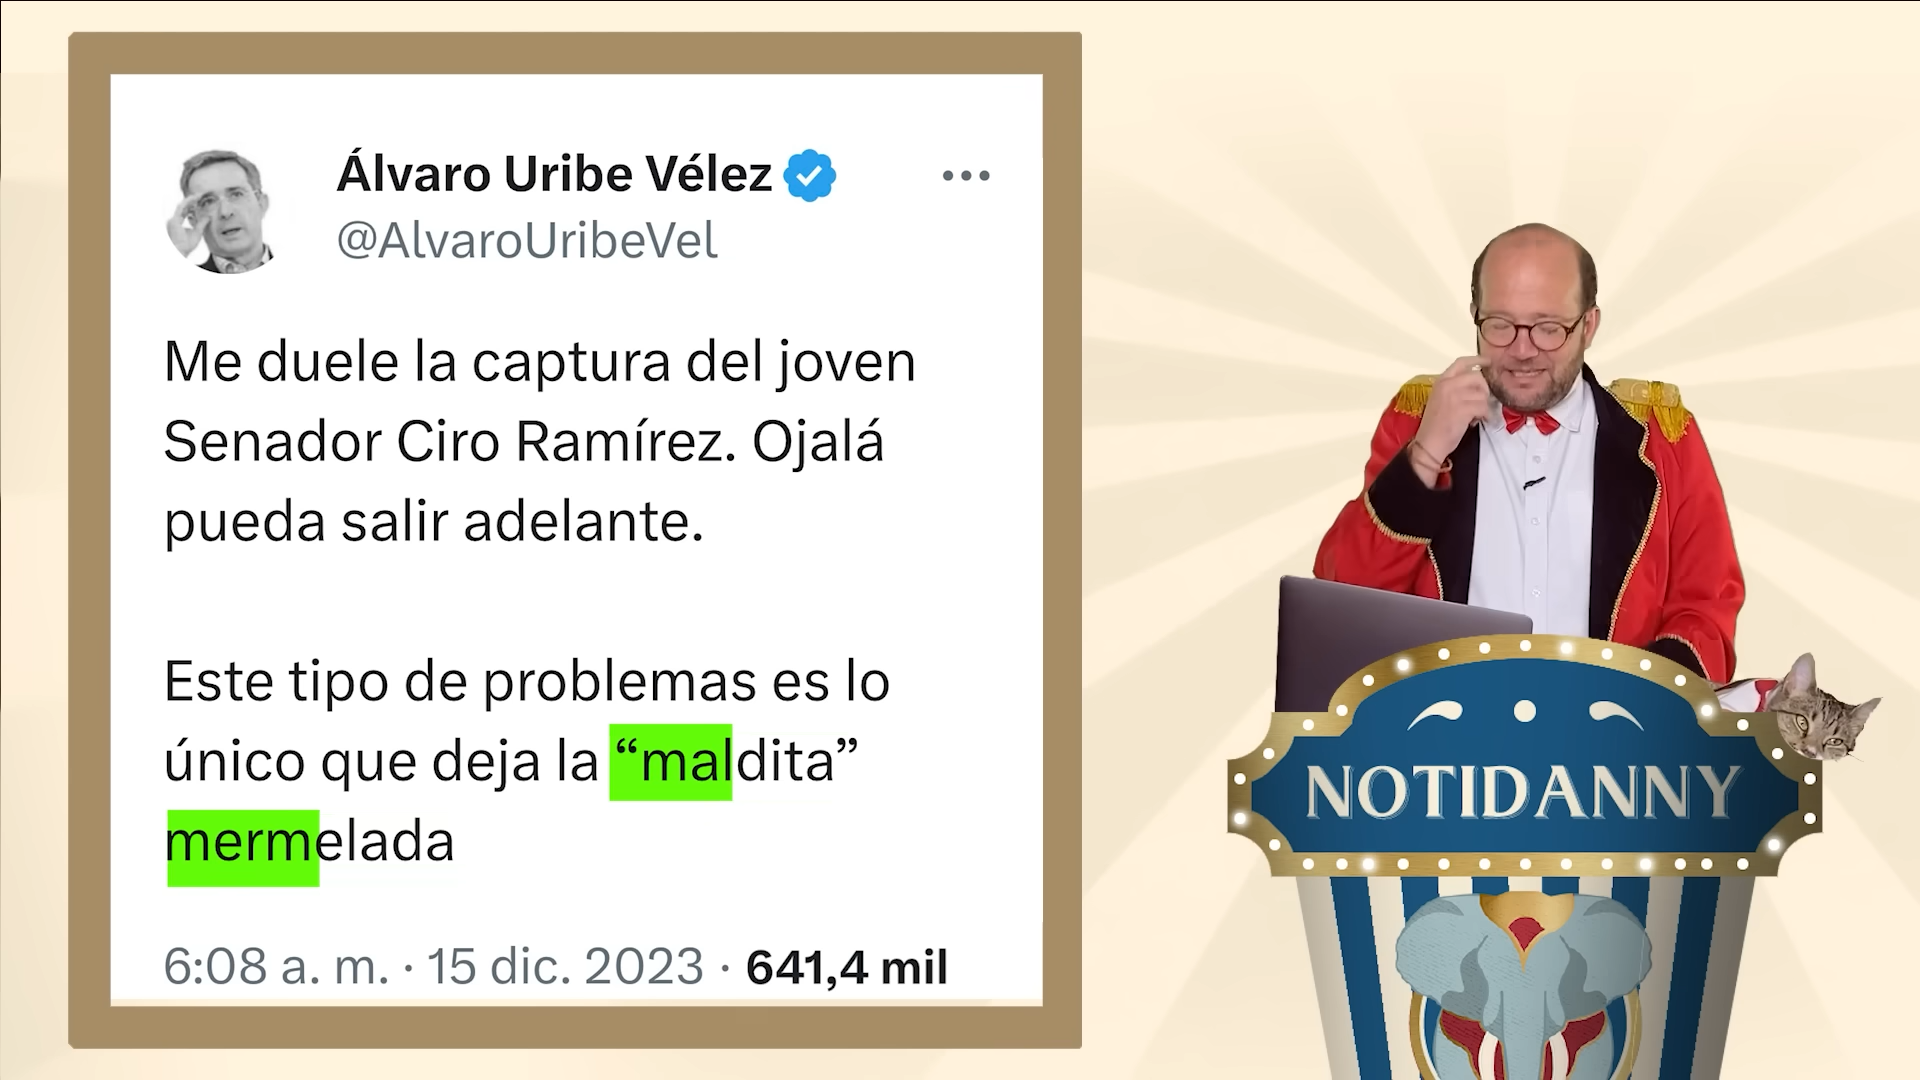 Álvaro Uribe Vélez
@AlvaroUribeVel
Me duele la captura del joven
Senador Ciro Ramírez. Ojalá
pueda salir adelante.
Este tipo de problemas es lo
único que deja la “maldita”
mermelada
6:08 a. m. · 15 dic. 2023 · 641,4 mil
NOTIDANNY